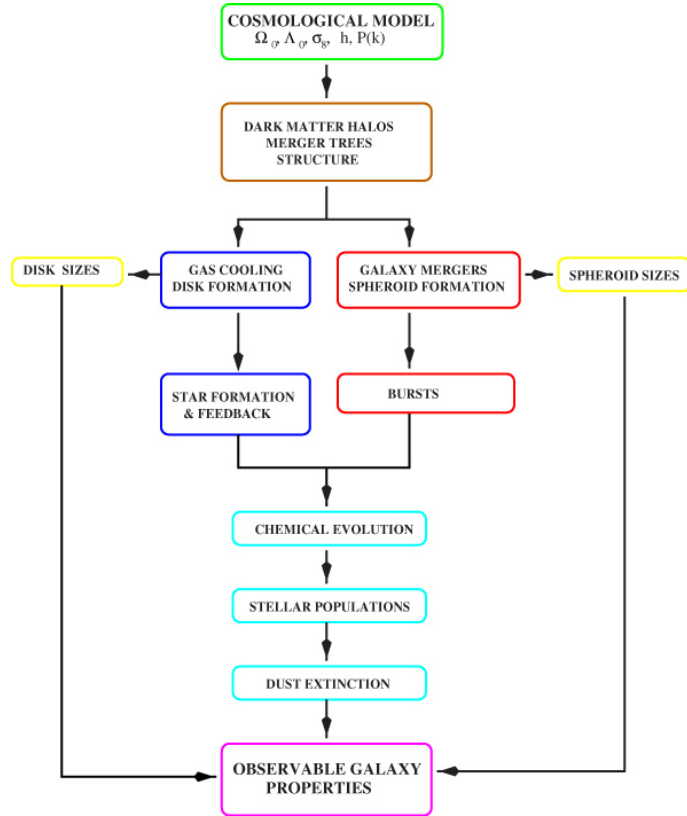 COSMOLOGICAL MODEL
Ω₀, Λ₀, σ₈, h, P(k)
DARK MATTER HALOS
MERGER TREES
STRUCTURE
DISK SIZES
GAS COOLING
DISK FORMATION
GALAXY MERGERS
SPHEROID FORMATION
SPHEROID SIZES
STAR FORMATION
& FEEDBACK
BURSTS
CHEMICAL EVOLUTION
STELLAR POPULATIONS
DUST EXTINCTION
OBSERVABLE GALAXY
PROPERTIES